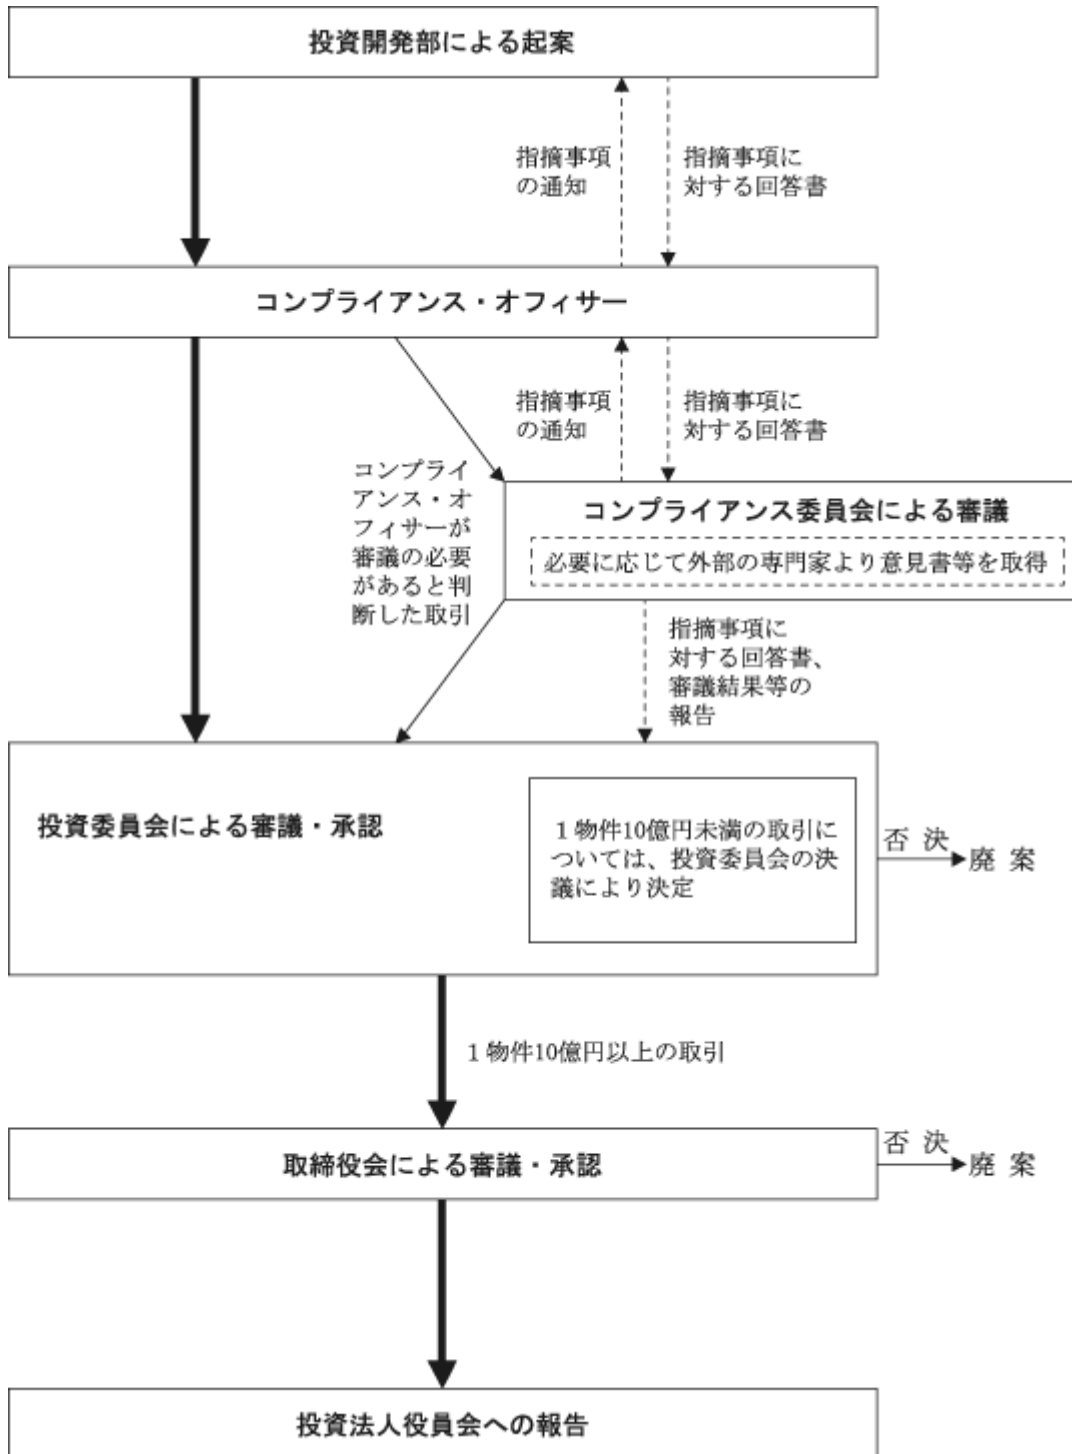 投資開発部による起案
指摘事項
の通知
指摘事項に
対する回答書
コンプライアンス・オフィサー
指摘事項
の通知
指摘事項に
対する回答書
コンプライ
アンス・オ
フィサーが
審議の必要
があると判
断した取引
コンプライアンス委員会による審議
必要に応じて外部の専門家より意見書等を取得
指摘事項に
対する回答書、
審議結果等の
報告
投資委員会による審議・承認
1物件10億円未満の取引に
ついては、投資委員会の決
議により決定
否決
廃案
1物件10億円以上の取引
取締役会による審議・承認
否決
廃案
投資法人役員会への報告